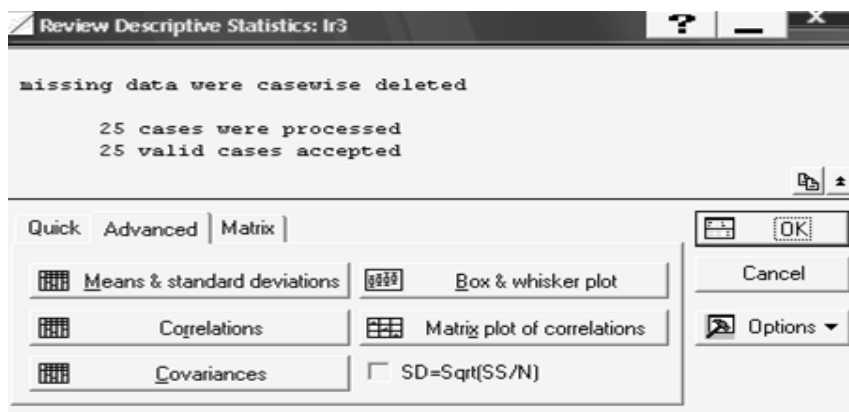 Review Descriptive Statistics: lr3
? _ x
missing data were casewise deleted
25 cases were processed
25 valid cases accepted
Quick Advanced Matrix
OK
Means & standard deviations
Box & whisker plot
Cancel
Correlations
Matrix plot of correlations
Options
Covariances
SD=Sqrt(SS/N)